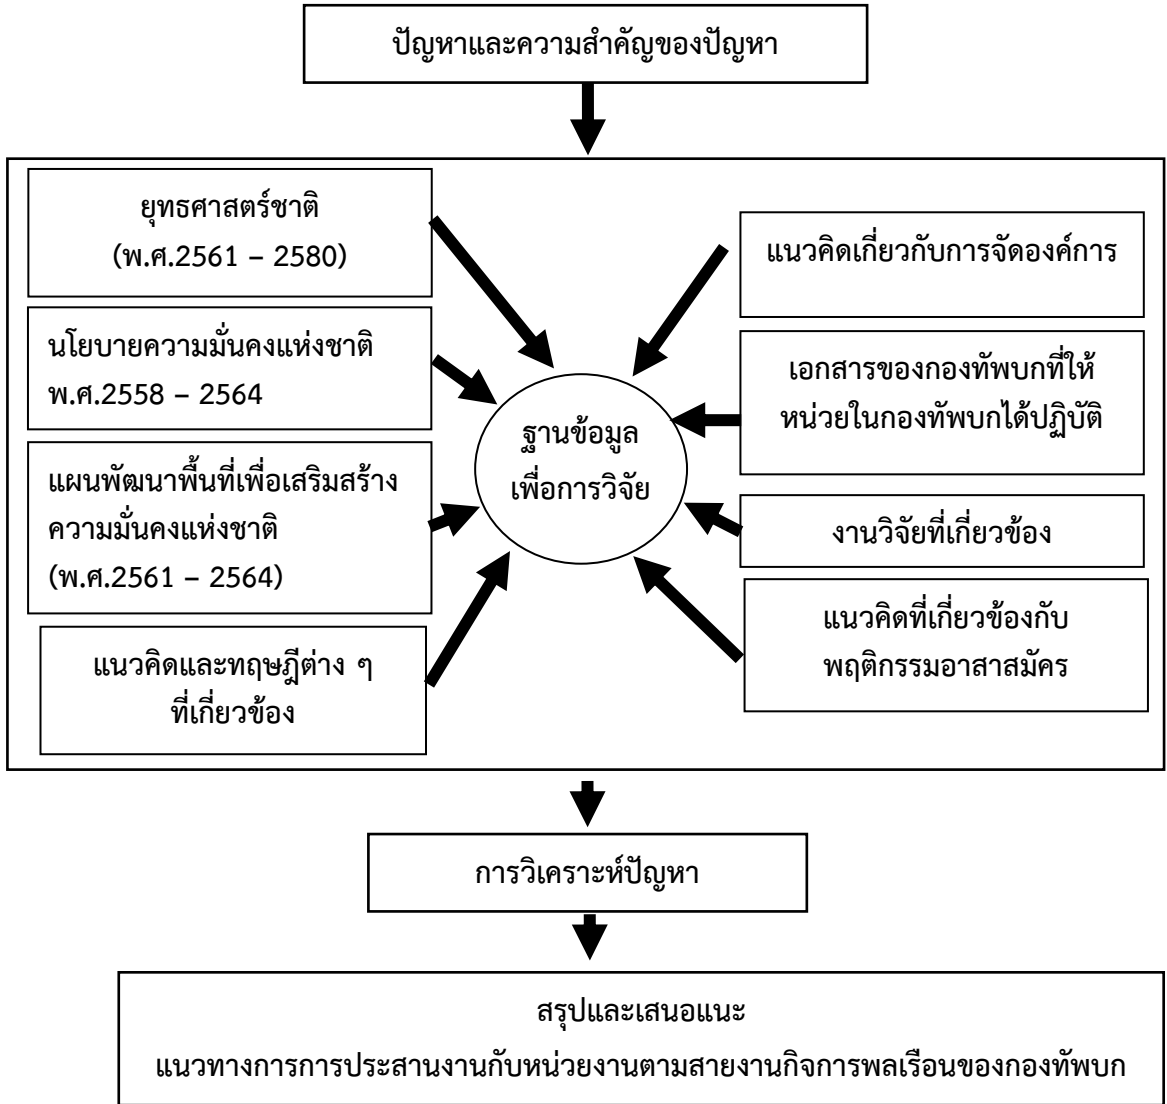 ปัญหาและความสำคัญของปัญหา
ยุทธศาสตร์ชาติ
(พ.ศ.2561 – 2580)
นโยบายความมั่นคงแห่งชาติ
พ.ศ.2558 – 2564
แผนพัฒนาพื้นที่เพื่อเสริมสร้าง
ความมั่นคงแห่งชาติ
(พ.ศ.2561 – 2564)
แนวคิดและทฤษฎีต่าง ๆ
ที่เกี่ยวข้อง
ฐานข้อมูล
เพื่อการวิจัย
แนวคิดเกี่ยวกับการจัดองค์การ
เอกสารของกองทัพบกที่ให้
หน่วยในกองทัพบกได้ปฏิบัติ
งานวิจัยที่เกี่ยวข้อง
แนวคิดที่เกี่ยวข้องกับ
พฤติกรรมอาสาสมัคร
การวิเคราะห์ปัญหา
สรุปและเสนอแนะ
แนวทางการการประสานงานกับหน่วยงานตามสายงานกิจการพลเรือนของกองทัพบก